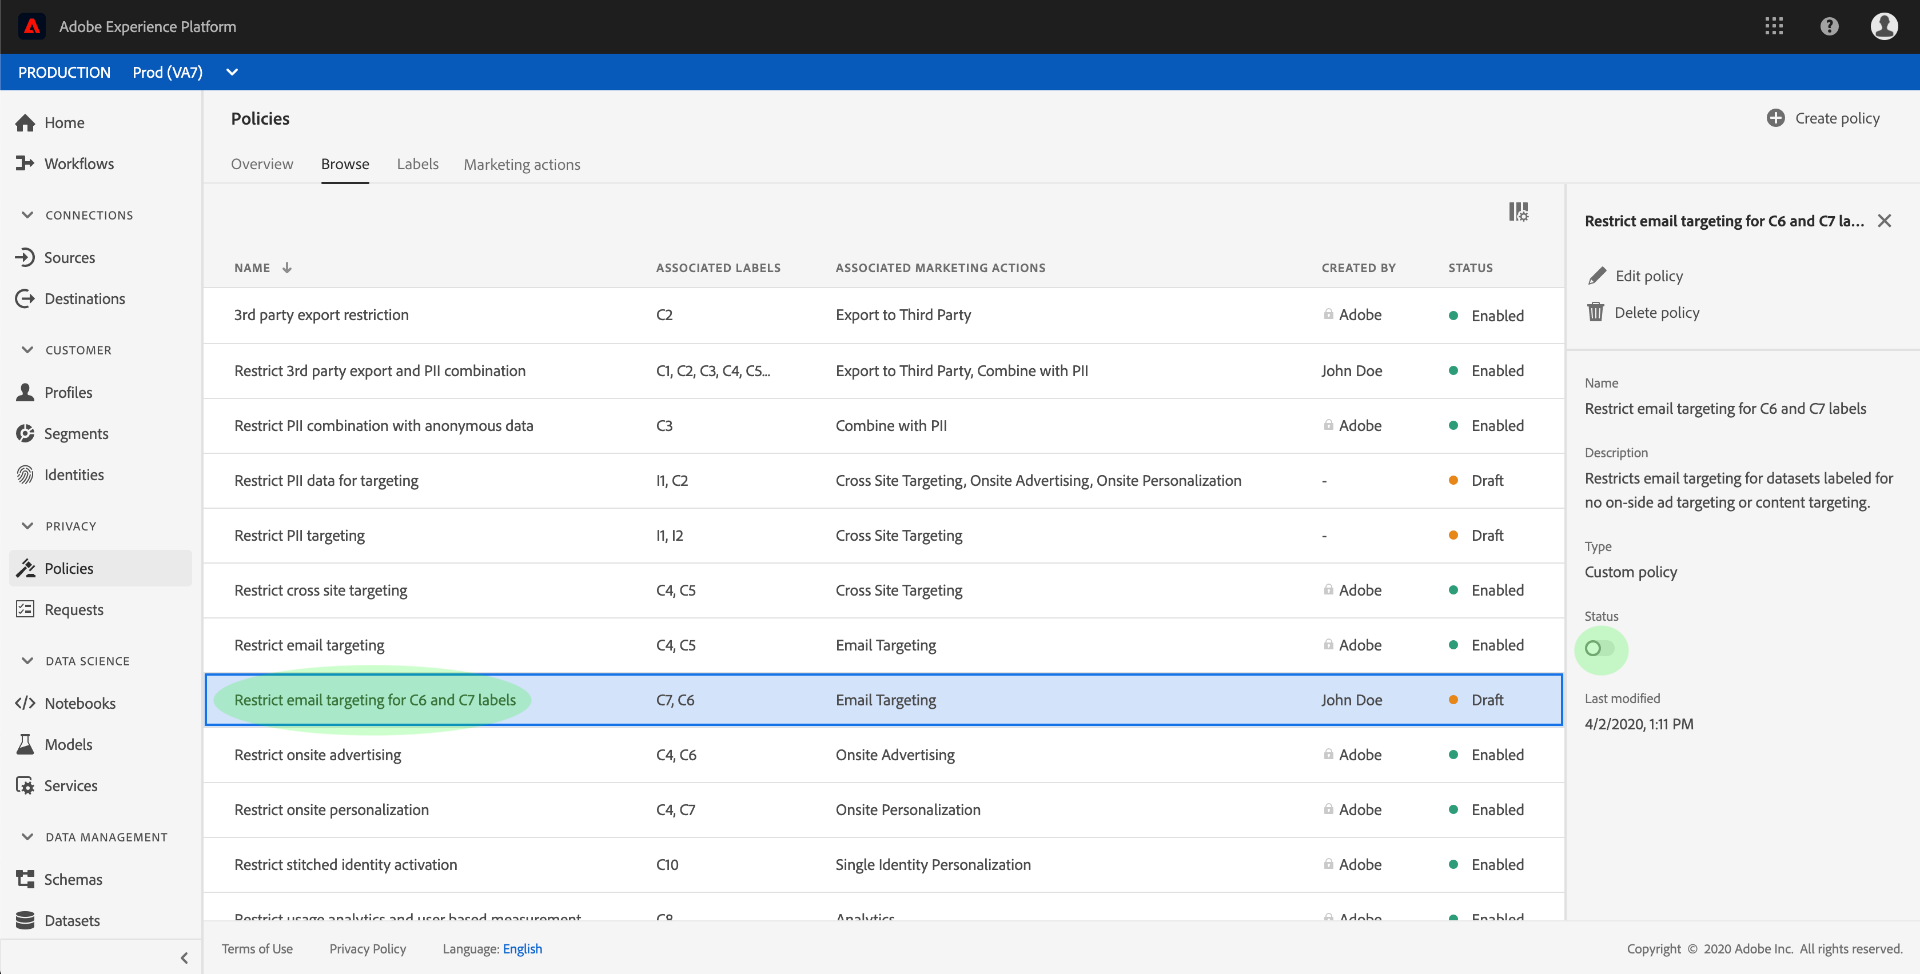 Adobe Experience Platform
PRODUCTION Prod (VA7)
Home
Workflows
CONNECTIONS
Sources
Destinations
CUSTOMER
Profiles
Segments
Identities
PRIVACY
Policies
Requests
DATA SCIENCE
Notebooks
Models
Services
DATA MANAGEMENT
Schemas
Datasets
Policies
Create policy
Overview Browse Labels Marketing actions
NAME ASSOCIATED LABELS ASSOCIATED MARKETING ACTIONS CREATED BY STATUS
3rd party export restriction C2 Export to Third Party Adobe Enabled
Restrict 3rd party export and PII combination C1, C2, C3, C4, C5... Export to Third Party, Combine with PII John Doe Enabled
Restrict PII combination with anonymous data C3 Combine with PII Adobe Enabled
Restrict PII data for targeting I1, C2 Cross Site Targeting, Onsite Advertising, Onsite Personalization - Draft
Restrict PII targeting I1, I2 Cross Site Targeting - Draft
Restrict cross site targeting C4, C5 Cross Site Targeting Adobe Enabled
Restrict email targeting C4, C5 Email Targeting Adobe Enabled
Restrict email targeting for C6 and C7 labels C7, C6 Email Targeting John Doe Draft
Restrict onsite advertising C4, C6 Onsite Advertising Adobe Enabled
Restrict onsite personalization C4, C7 Onsite Personalization Adobe Enabled
Restrict stitched identity activation C10 Single Identity Personalization Adobe Enabled
Restrict usage analytics and user based measurement C8 Analytics Adobe Enabled
Restrict email targeting for C6 and C7 la...
Edit policy
Delete policy
Name
Restrict email targeting for C6 and C7 labels
Description
Restricts email targeting for datasets labeled for
no on-side ad targeting or content targeting.
Type
Custom policy
Status
Last modified
4/2/2020, 1:11 PM
Terms of Use Privacy Policy Language: English
Copyright © 2020 Adobe Inc. All rights reserved.